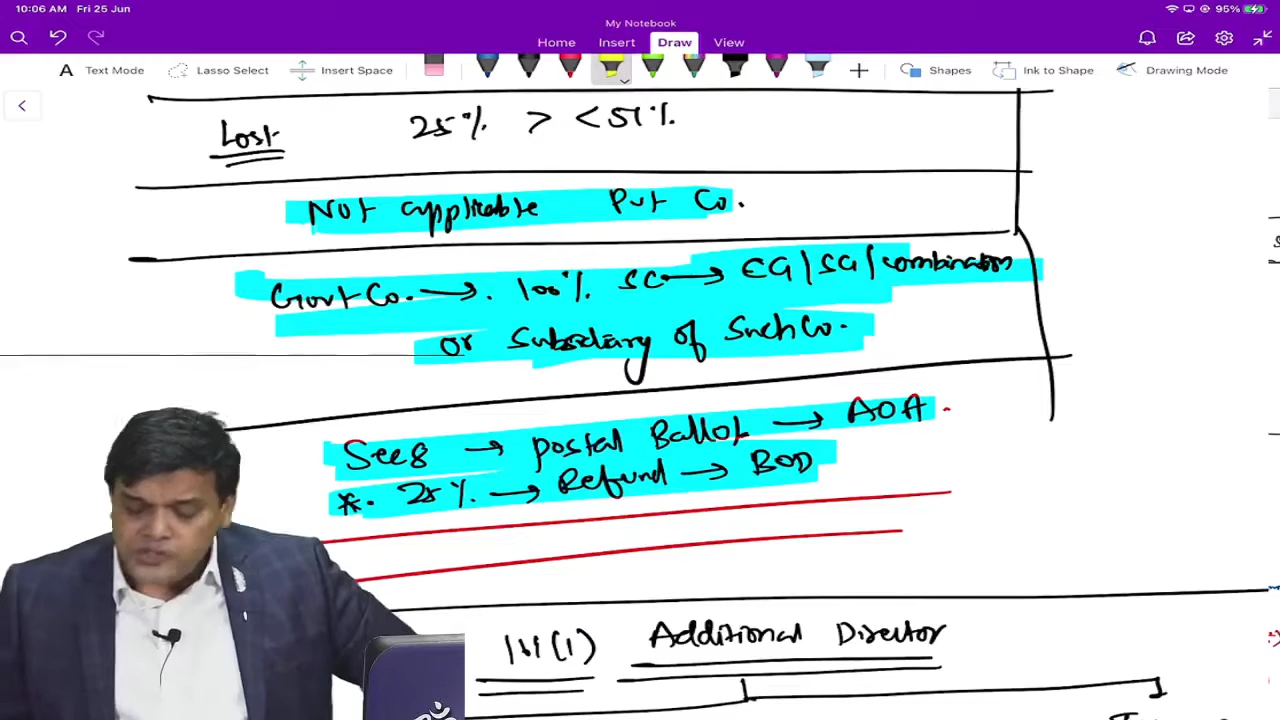 10:06 AM Fri 25 Jun
95%
My Notebook
Home Insert Draw View
Text Mode Lasso Select Insert Space Shapes Ink to Shape Drawing Mode
Lost 25% > < 51%
Not applicable Pvt Co.
Govt Co. → 100% SC → CG/SG/combination
or Subsidiary of Such Co.
Sec 8 → postal Ballot → AOA.
*. 25% → Refund → BOD
161(1) Additional Director